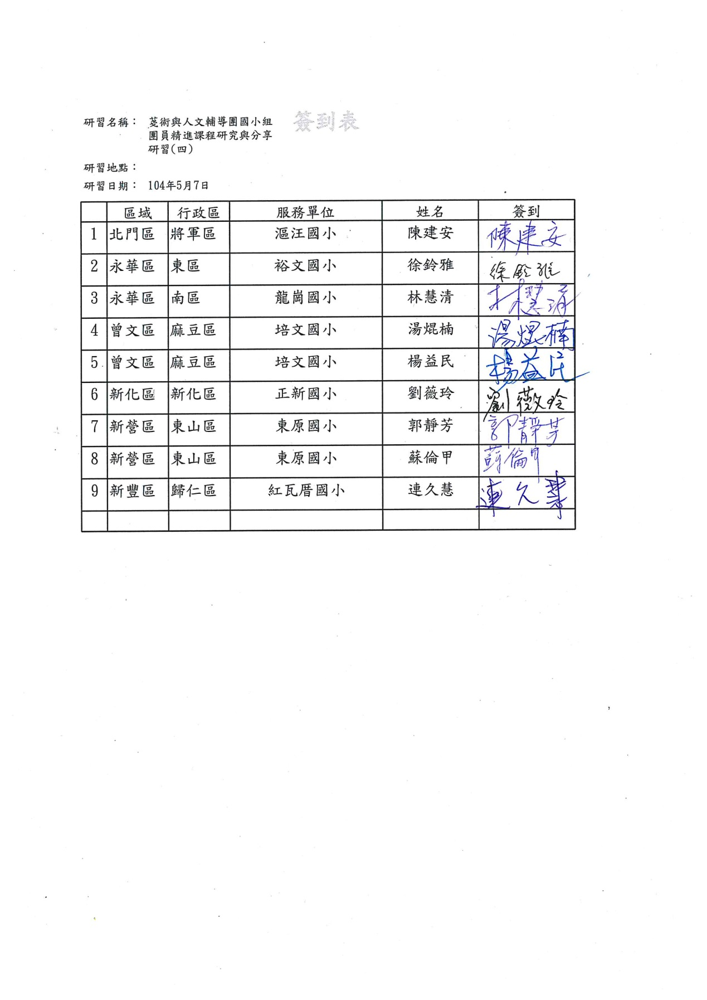 簽到表
研習名稱： 藝術與人文輔導團國小組
團員精進課程研究與分享
研習(四)
研習地點：
研習日期： 104年5月7日
區域 行政區 服務單位 姓名 簽到
1 北門區 將軍區 漚汪國小 陳建安 陳建安
2 永華區 東區 裕文國小 徐鈴雅 徐鈴雅
3 永華區 南區 龍崗國小 林慧清 林慧清
4 曾文區 麻豆區 培文國小 湯焜楠 湯焜楠
5 曾文區 麻豆區 培文國小 楊益民 楊益民
6 新化區 新化區 正新國小 劉薇玲 劉薇玲
7 新營區 東山區 東原國小 郭靜芳 郭靜芳
8 新營區 東山區 東原國小 蘇倫甲 蘇倫甲
9 新豐區 歸仁區 紅瓦厝國小 連久慧 連久慧